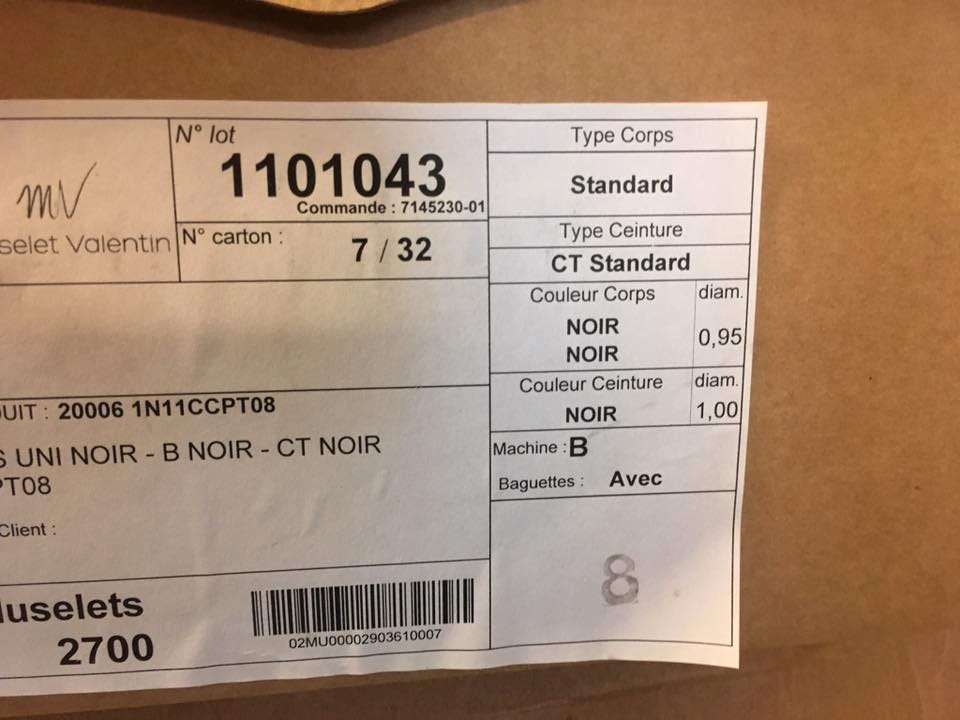 mV
selet Valentin
N° lot
1101043
Commande : 7145230-01
N° carton :
7 / 32
UIT : 20006 1N11CCPT08
S UNI NOIR - B NOIR - CT NOIR
PT08
Client :
uselets
2700
02MU00002903610007
Type Corps
Standard
Type Ceinture
CT Standard
Couleur Corps diam.
NOIR
NOIR
0,95
Couleur Ceinture diam.
NOIR 1,00
Machine : B
Baguettes : Avec
8